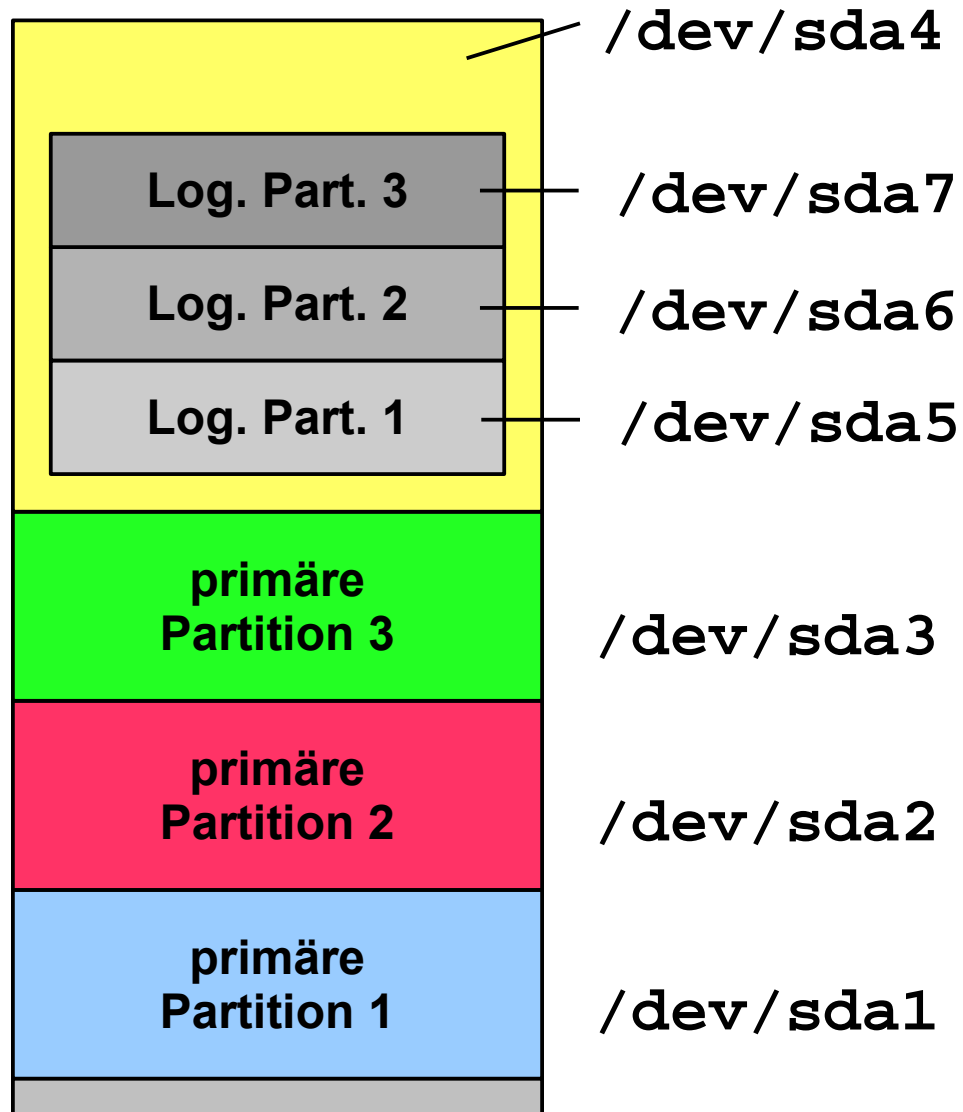 /dev/sda4
Log. Part. 3
/dev/sda7
Log. Part. 2
/dev/sda6
Log. Part. 1
/dev/sda5
primäre
Partition 3
/dev/sda3
primäre
Partition 2
/dev/sda2
primäre
Partition 1
/dev/sda1